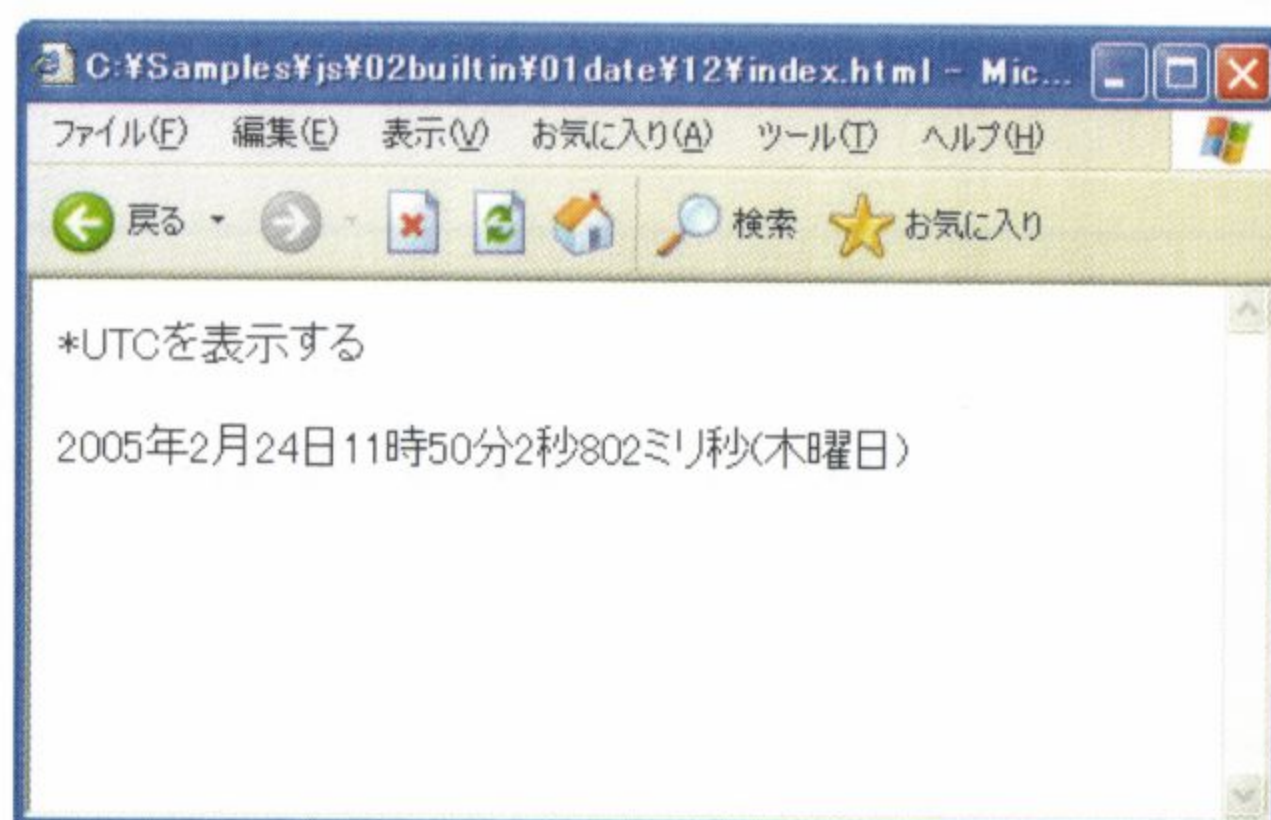 C:¥Samples¥js¥02builtin¥01date¥12¥index.html - Mic...
ファイル(F) 編集(E) 表示(V) お気に入り(A) ツール(T) ヘルプ(H)
戻る 検索 お気に入り
*UTCを表示する
2005年2月24日11時50分2秒802ミリ秒(木曜日)